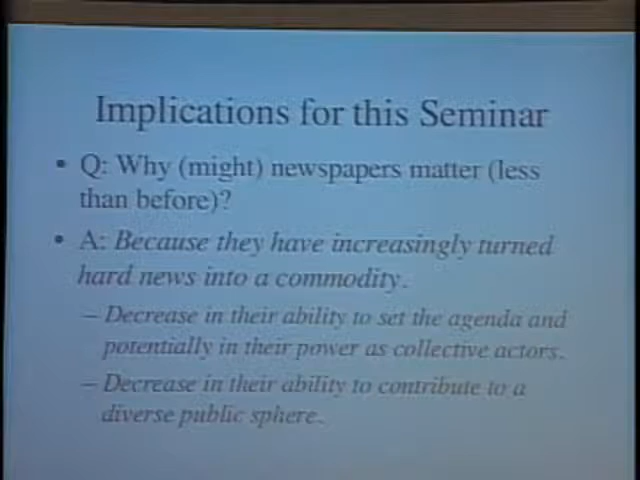 Implications for this Seminar
• Q: Why (might) newspapers matter (less
than before)?
• A: Because they have increasingly turned
hard news into a commodity.
– Decrease in their ability to set the agenda and
potentially in their power as collective actors.
– Decrease in their ability to contribute to a
diverse public sphere.